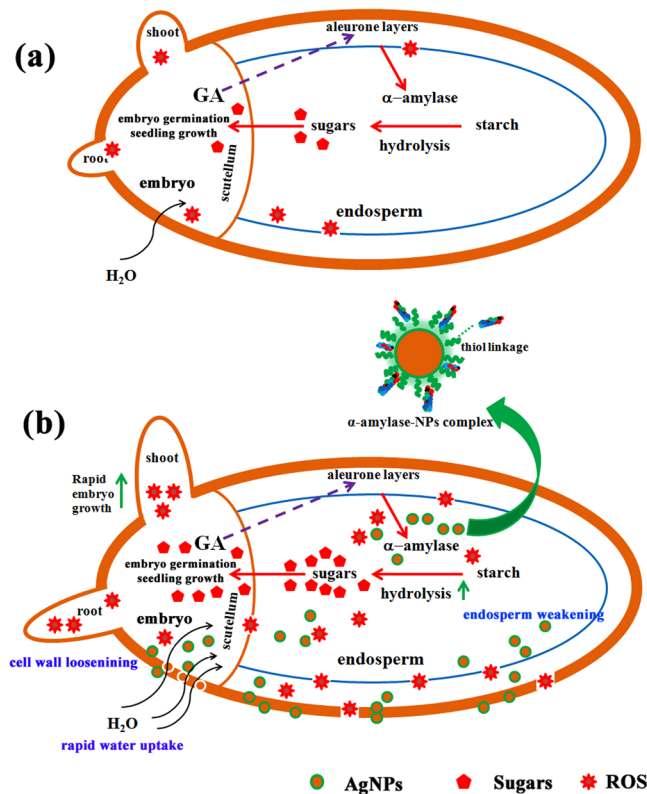 (a)
shoot
aleurone layers
GA
α−amylase
embryo germination
seedling growth
sugars
starch
hydrolysis
root
scutellum
embryo
endosperm
H₂O
thiol linkage
α-amylase-NPs complex
(b)
shoot
Rapid
embryo
growth
aleurone layers
GA
α−amylase
embryo germination
seedling growth
sugars
starch
hydrolysis
endosperm weakening
root
embryo
scutellum
cell wall loosenining
endosperm
H₂O
rapid water uptake
AgNPs
Sugars
ROS